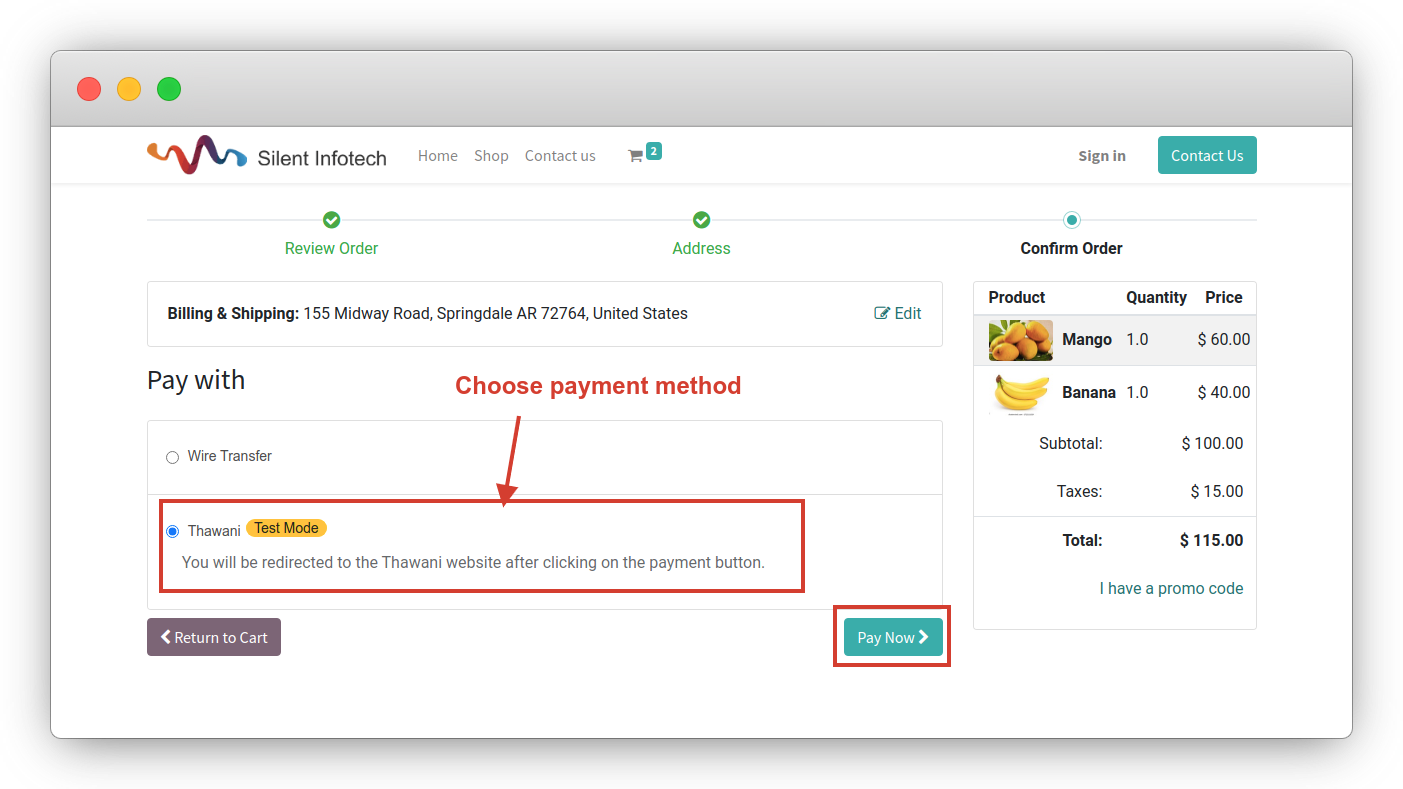 Silent Infotech Home Shop Contact us 2 Sign in Contact Us
Review Order Address Confirm Order
Billing & Shipping: 155 Midway Road, Springdale AR 72764, United States Edit
Pay with
Choose payment method
Wire Transfer
Thawani Test Mode
You will be redirected to the Thawani website after clicking on the payment button.
Return to Cart Pay Now
Product Quantity Price
Mango 1.0 $ 60.00
Banana 1.0 $ 40.00
Subtotal: $ 100.00
Taxes: $ 15.00
Total: $ 115.00
I have a promo code